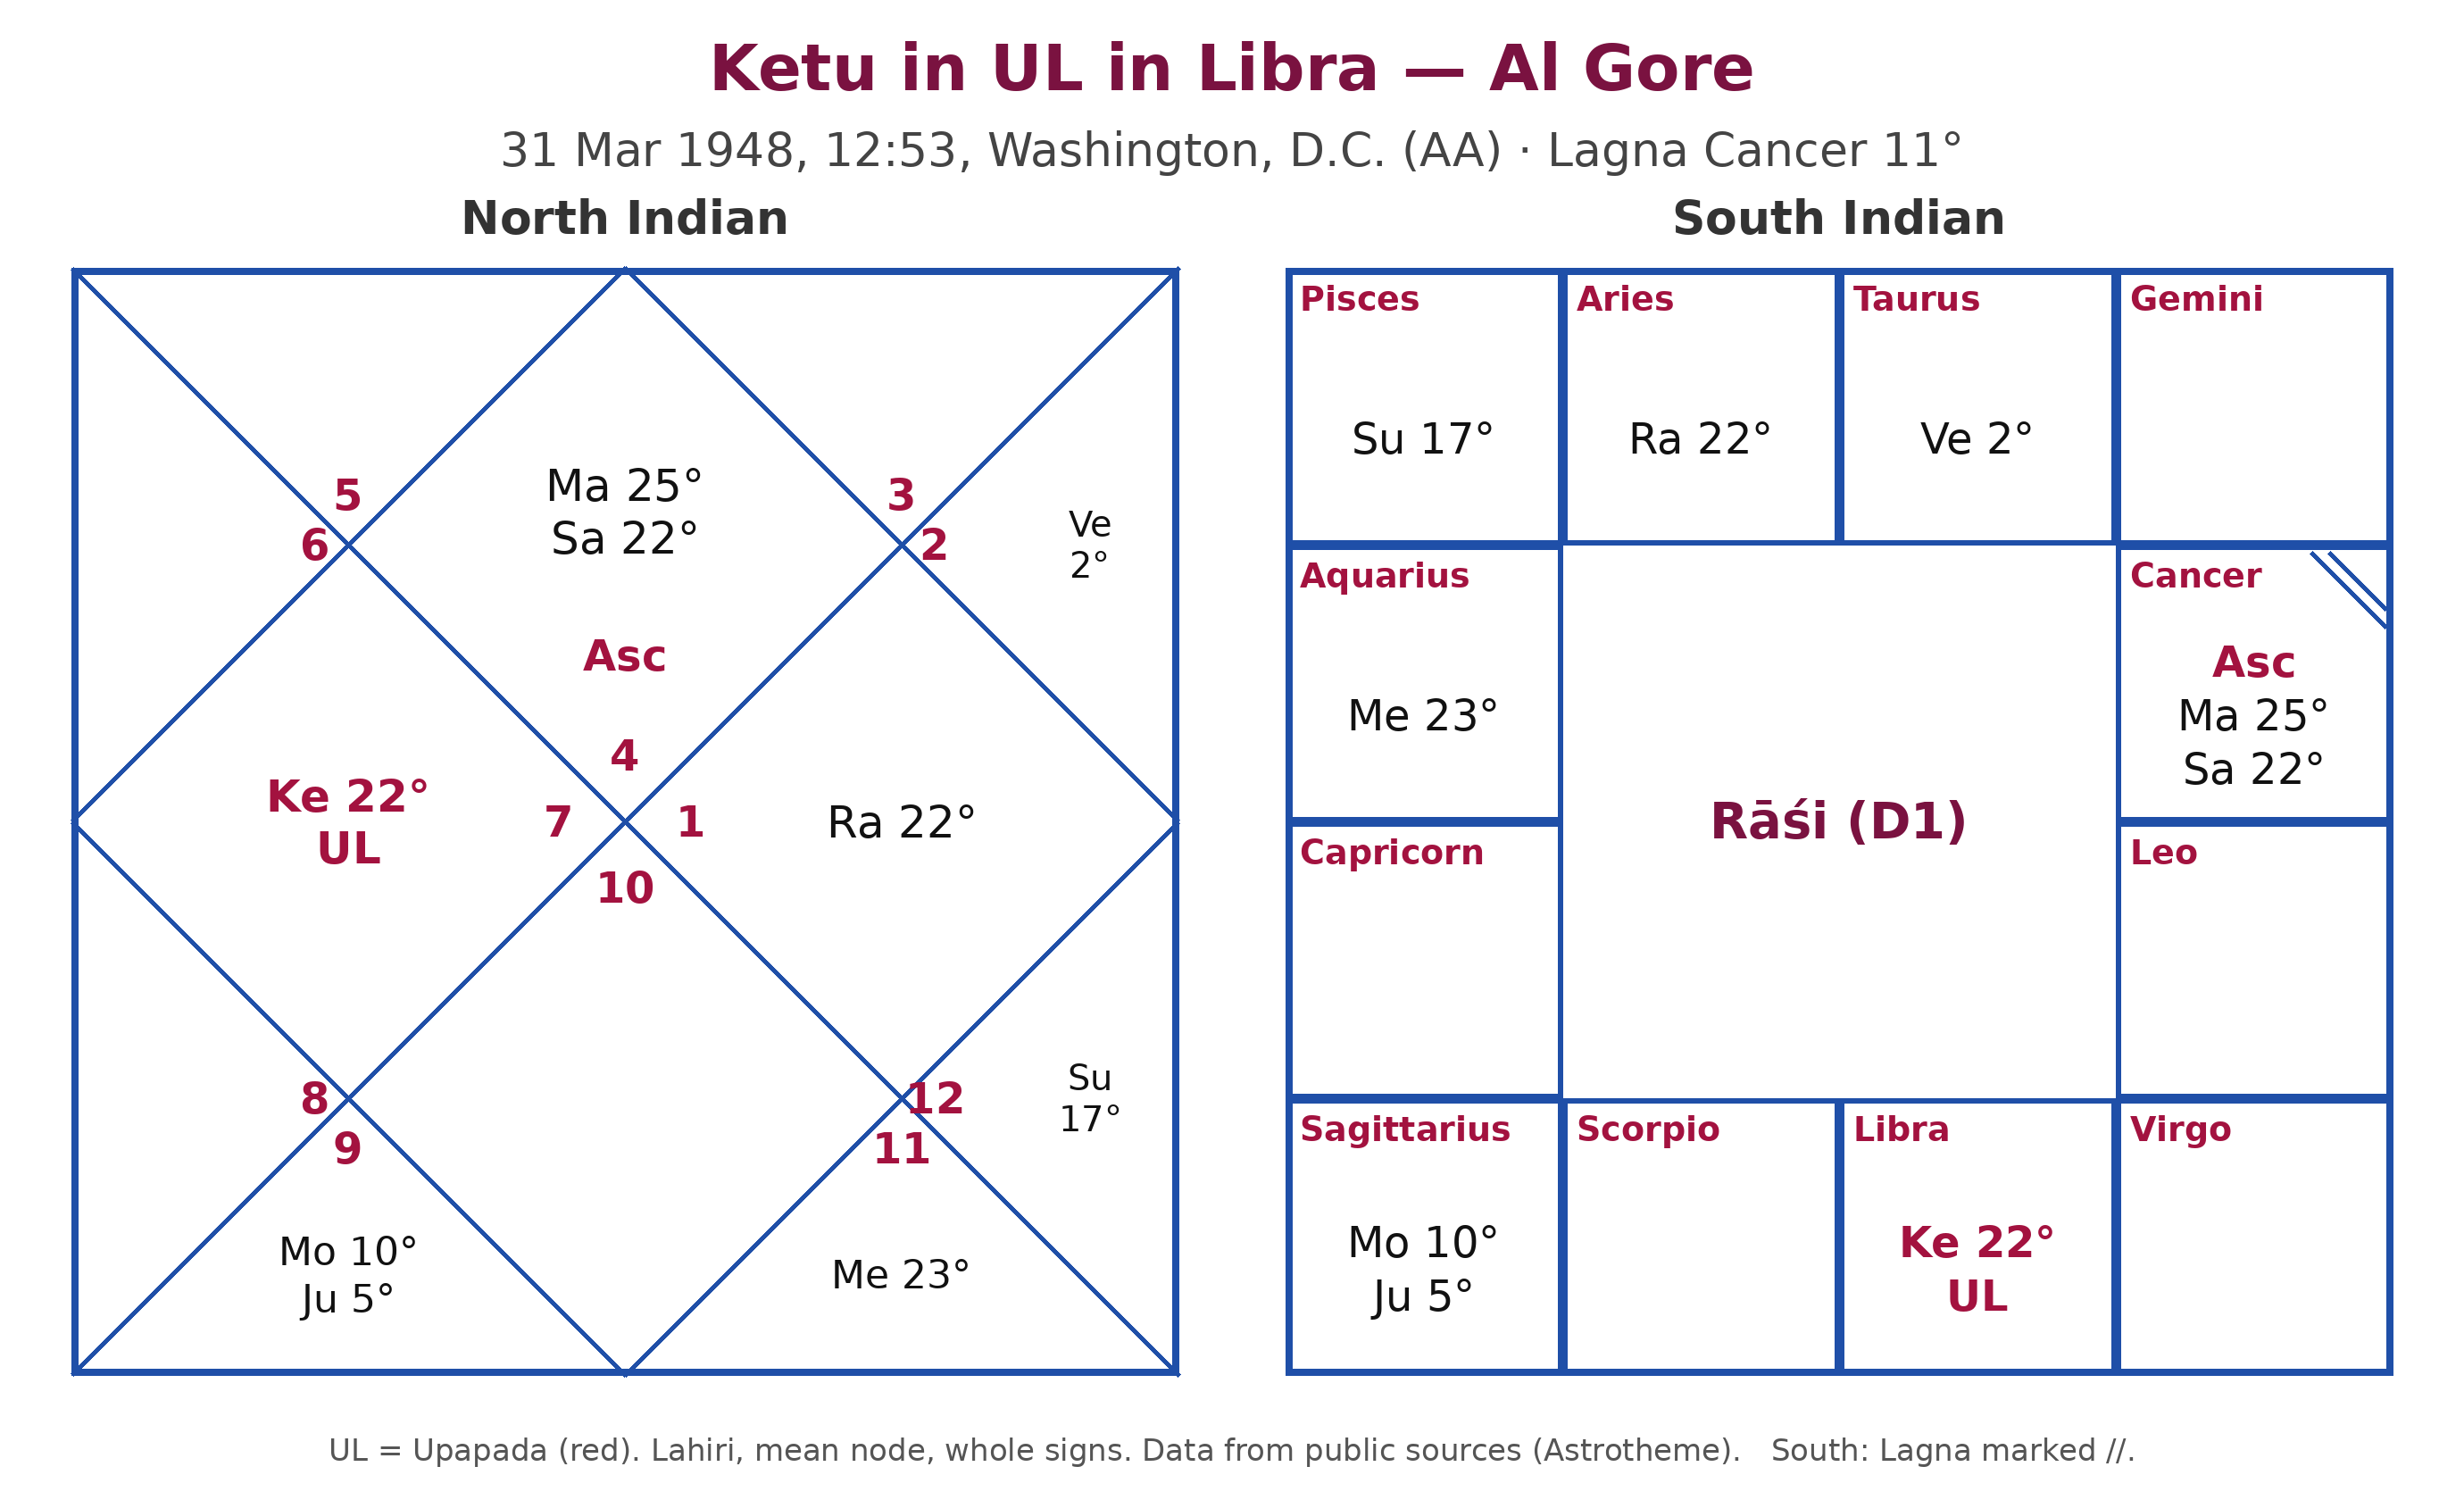 Ketu in UL in Libra — Al Gore
31 Mar 1948, 12:53, Washington, D.C. (AA) · Lagna Cancer 11°
North Indian
5
6
Ma 25°
Sa 22°
3
2
Ve
2°
Asc
4
Ke 22°
UL
7
1
Ra 22°
10
8
9
12
11
Su
17°
Mo 10°
Ju 5°
Me 23°
South Indian
Pisces
Su 17°
Aries
Ra 22°
Taurus
Ve 2°
Gemini
Aquarius
Me 23°
Cancer
Asc
Ma 25°
Sa 22°
Rāśi (D1)
Capricorn
Leo
Sagittarius
Mo 10°
Ju 5°
Scorpio
Libra
Ke 22°
UL
Virgo
UL = Upapada (red). Lahiri, mean node, whole signs. Data from public sources (Astrotheme). South: Lagna marked //.